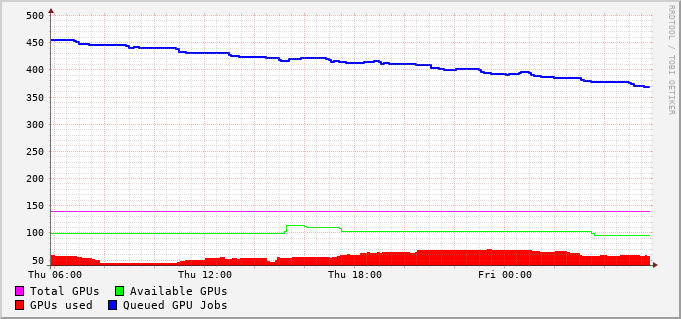 500
450
400
350
300
250
200
150
100
50
Thu 06:00 Thu 12:00 Thu 18:00 Fri 00:00
Total GPUs Available GPUs
GPUs used Queued GPU Jobs
RRDTOOL / TOBI OETIKER